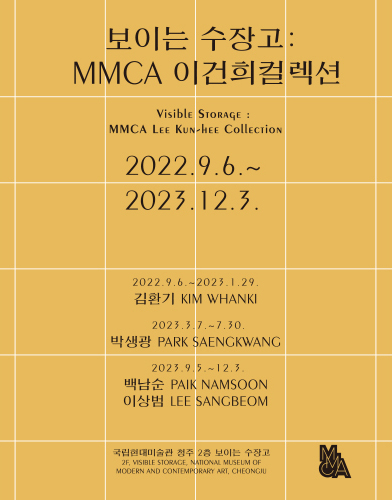 보이는 수장고:
MMCA 이건희컬렉션
Visible Storage :
MMCA Lee Kun-hee Collection
2022.9.6.~
2023.12.3.
2022.9.6.~2023.1.29.
김환기 KIM WHANKI
2023.3.7.~7.30.
박생광 PARK SAENGKWANG
2023.9.5.~12.3.
백남순 PAIK NAMSOON
이상범 LEE SANGBEOM
국립현대미술관 청주 2층 보이는 수장고
2F, VISIBLE STORAGE, NATIONAL MUSEUM OF
MODERN AND CONTEMPORARY ART, CHEONGJU
MMCA